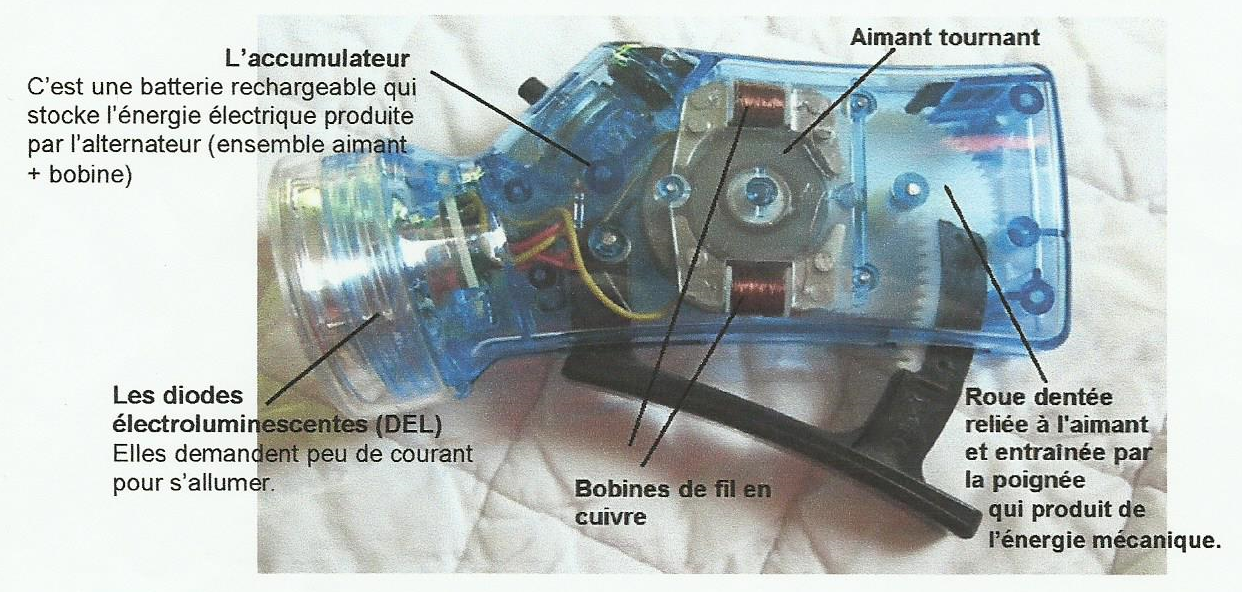 L'accumulateur
C'est une batterie rechargeable qui
stocke l'énergie électrique produite
par l'alternateur (ensemble aimant
+ bobine)
Aimant tournant
Les diodes
électroluminescentes (DEL)
Elles demandent peu de courant
pour s'allumer.
Bobines de fil en
cuivre
Roue dentée
reliée à l'aimant
et entraînée par
la poignée
qui produit de
l'énergie mécanique.